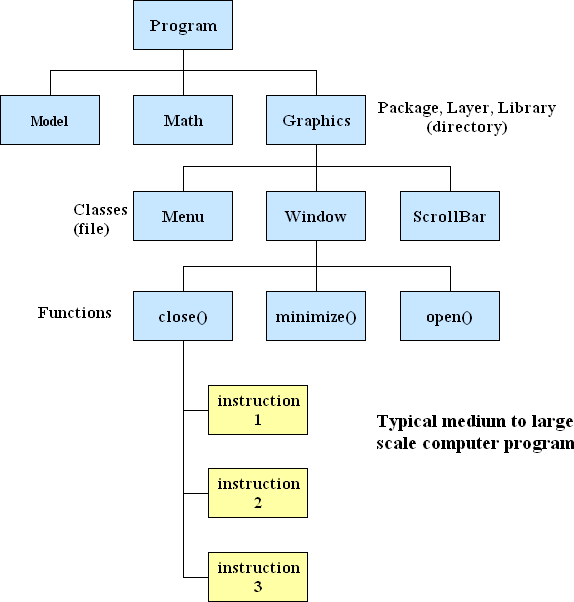 Program
Model
Math
Graphics
Package, Layer, Library
(directory)
Classes
(file)
Menu
Window
ScrollBar
Functions
close()
minimize()
open()
instruction
1
Typical medium to large
scale computer program
instruction
2
instruction
3